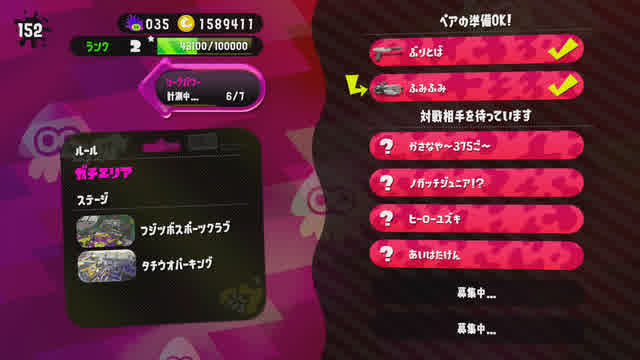 152
035
1589411
ランク 2 43100/100000
リーグパワー
計測中... 6/7
ルール
ガチエリア
ステージ
フジツボスポーツクラブ
タチウオパーキング
ペアの準備OK!
ぷりとば
ふみふみ
対戦相手を待っています
? かさなや〜375ご〜
? ノガッチジュニア!?
? ヒーローユズキ
? あいはたけん
募集中...
募集中...